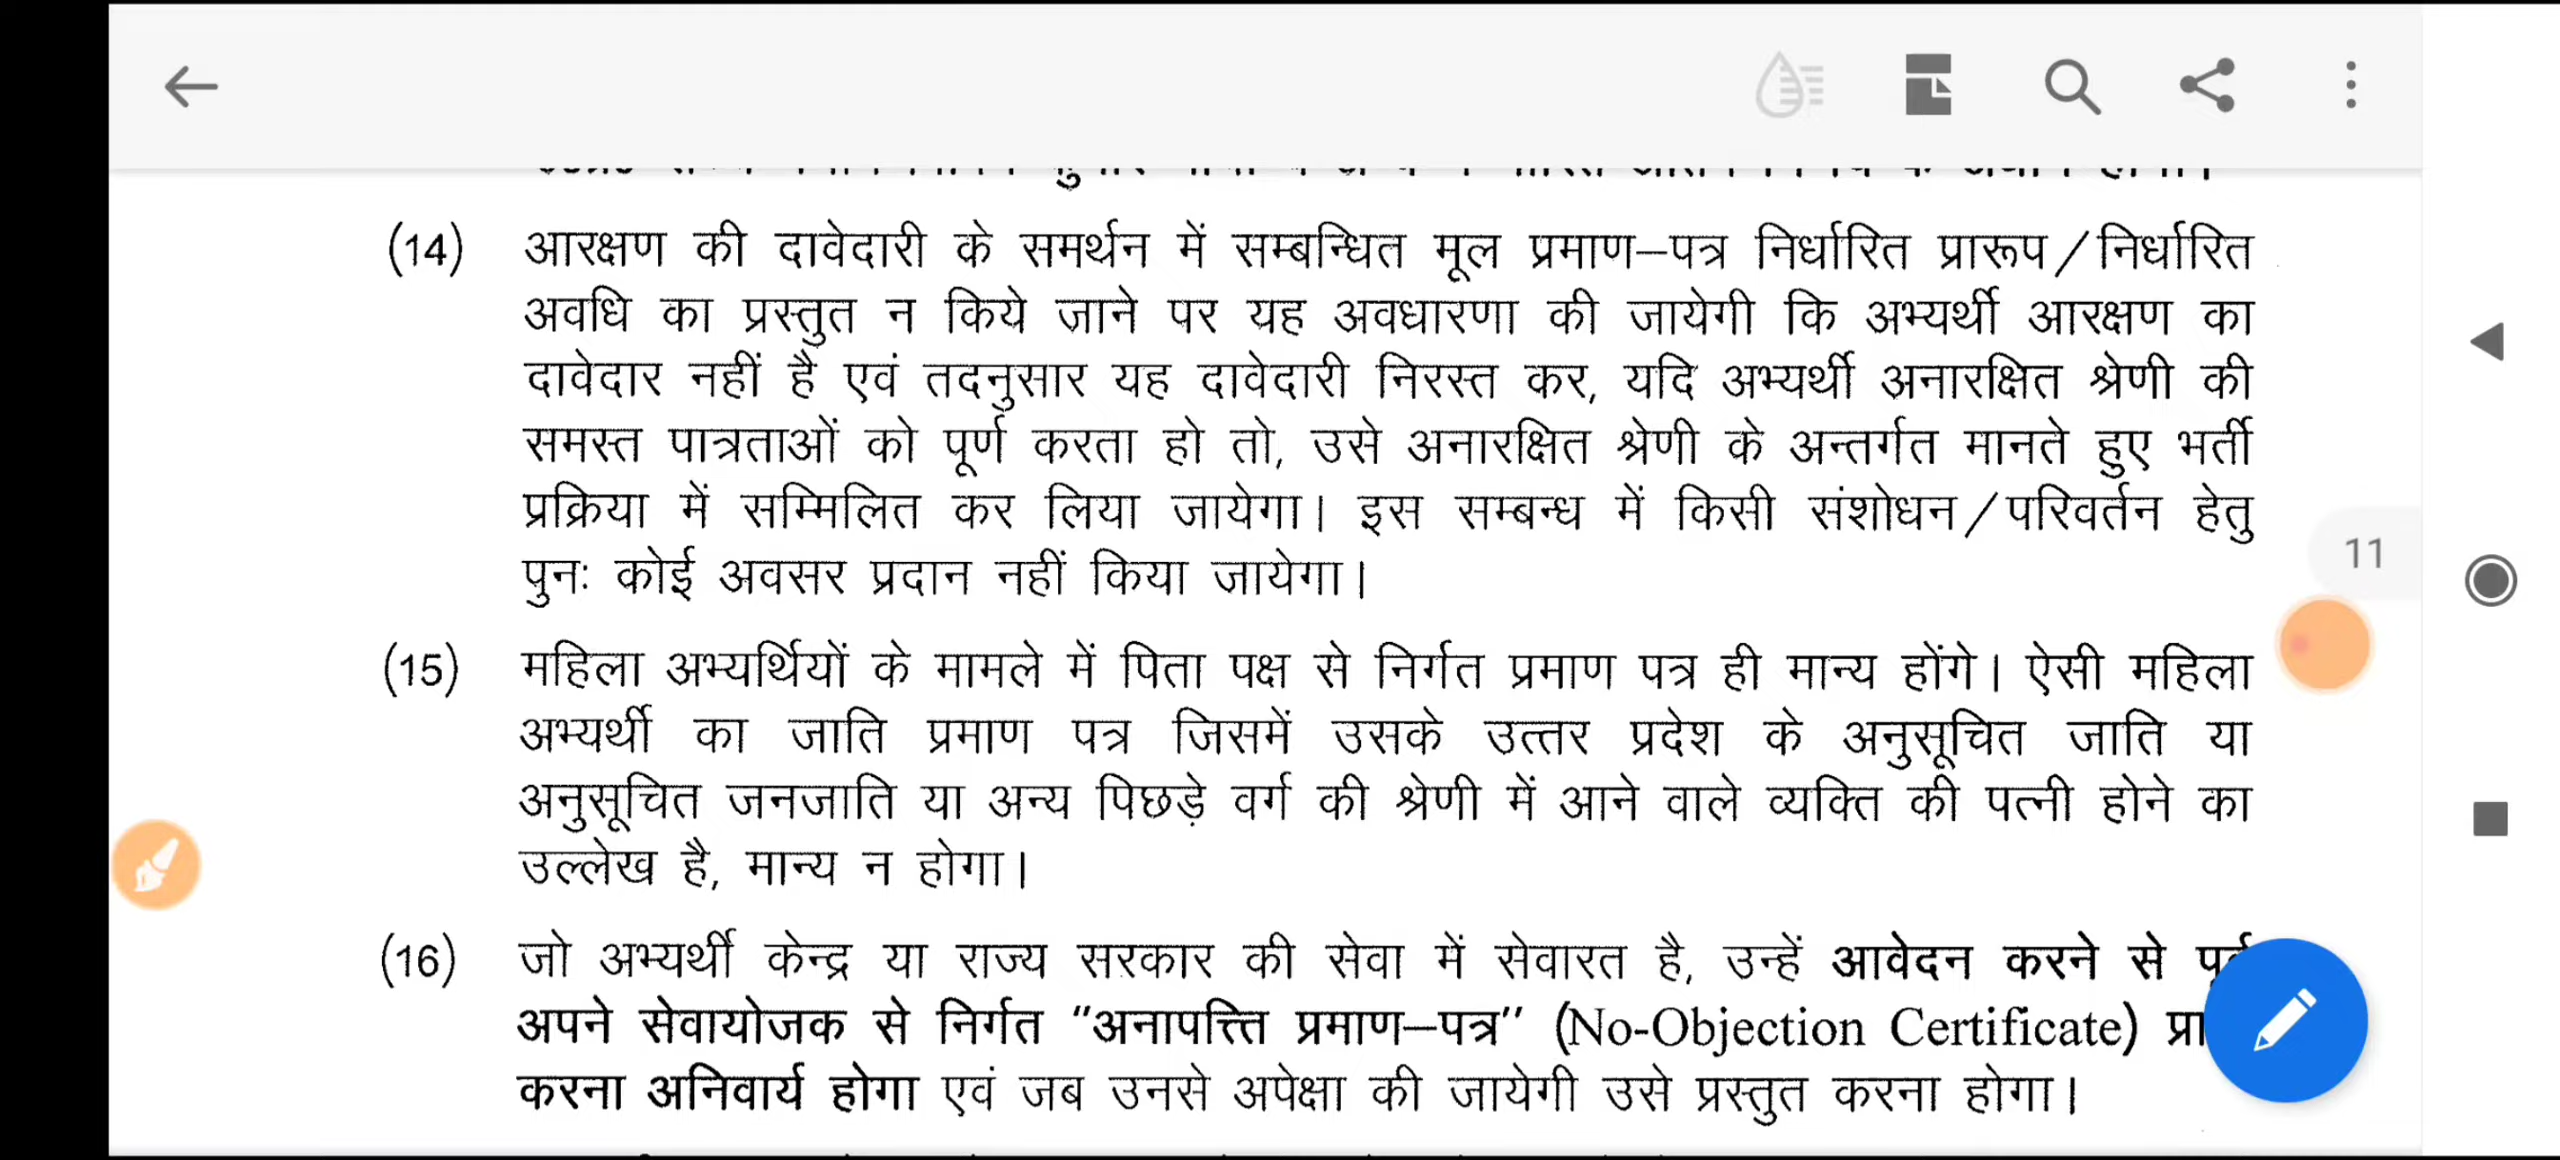 (14) आरक्षण की दावेदारी के समर्थन में सम्बन्धित मूल प्रमाण–पत्र निर्धारित प्रारूप/निर्धारित
अवधि का प्रस्तुत न किये जाने पर यह अवधारणा की जायेगी कि अभ्यर्थी आरक्षण का
दावेदार नहीं है एवं तदनुसार यह दावेदारी निरस्त कर, यदि अभ्यर्थी अनारक्षित श्रेणी की
समस्त पात्रताओं को पूर्ण करता हो तो, उसे अनारक्षित श्रेणी के अन्तर्गत मानते हुए भर्ती
प्रक्रिया में सम्मिलित कर लिया जायेगा। इस सम्बन्ध में किसी संशोधन/परिवर्तन हेतु
पुनः कोई अवसर प्रदान नहीं किया जायेगा।
11
(15) महिला अभ्यर्थियों के मामले में पिता पक्ष से निर्गत प्रमाण पत्र ही मान्य होंगे। ऐसी महिला
अभ्यर्थी का जाति प्रमाण पत्र जिसमें उसके उत्तर प्रदेश के अनुसूचित जाति या
अनुसूचित जनजाति या अन्य पिछड़े वर्ग की श्रेणी में आने वाले व्यक्ति की पत्नी होने का
उल्लेख है, मान्य न होगा।
(16) जो अभ्यर्थी केन्द्र या राज्य सरकार की सेवा में सेवारत है, उन्हें आवेदन करने से
अपने सेवायोजक से निर्गत "अनापत्ति प्रमाण–पत्र" (No-Objection Certificate)
करना अनिवार्य होगा एवं जब उनसे अपेक्षा की जायेगी उसे प्रस्तुत करना होगा।